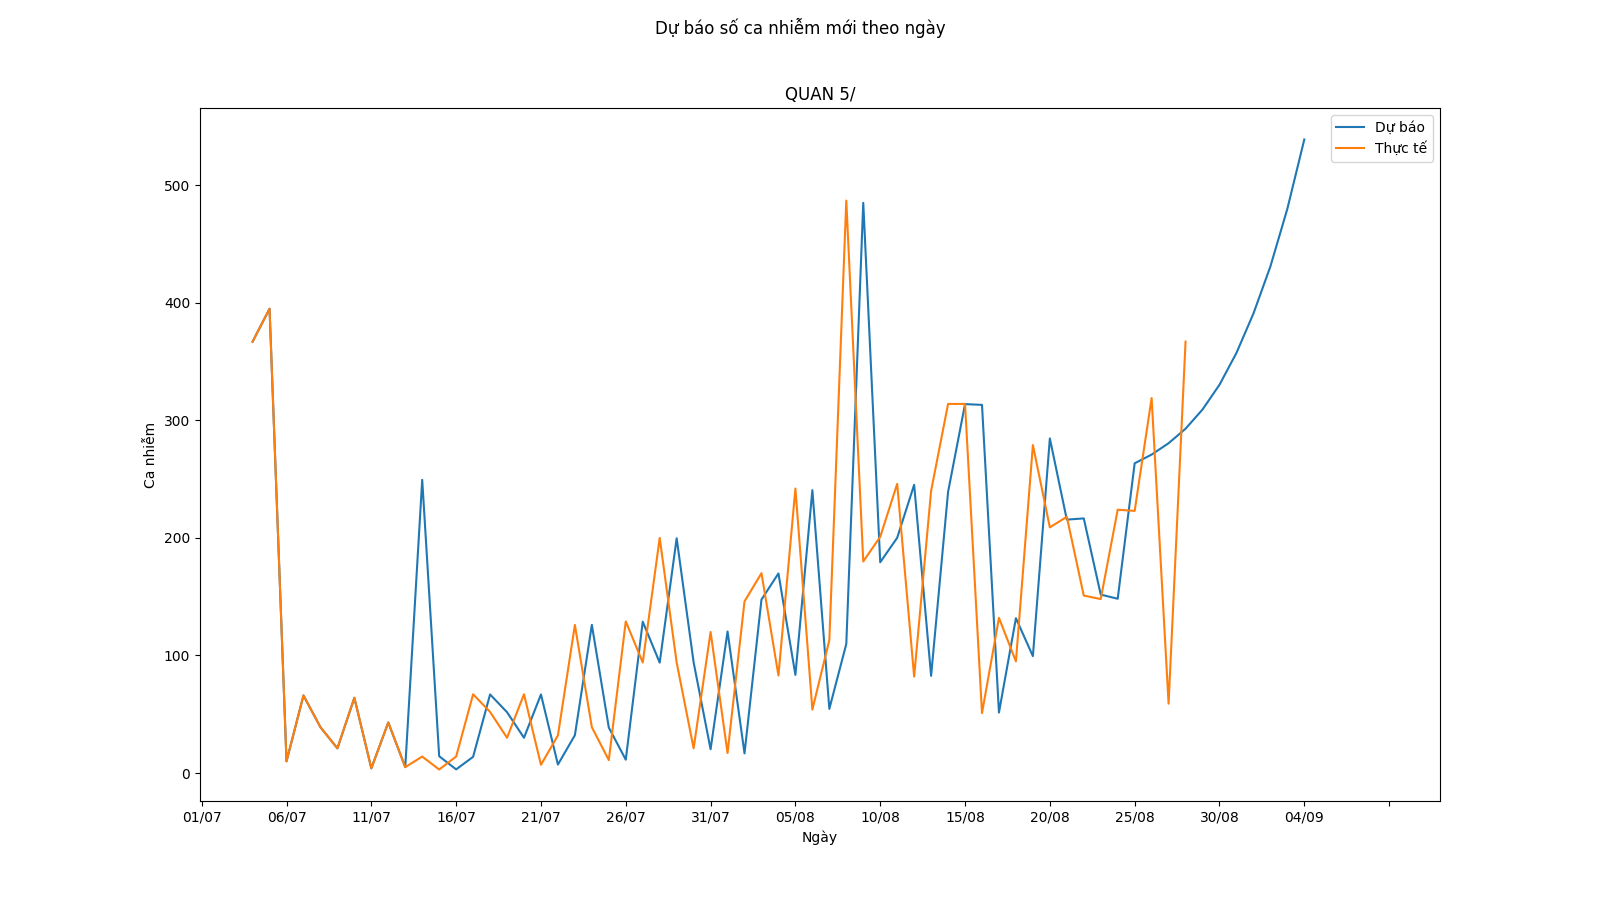 Dự báo số ca nhiễm mới theo ngày
QUAN 5/
Dự báo
Thực tế
500
400
300
200
100
0
Ca nhiễm
01/07 06/07 11/07 16/07 21/07 26/07 31/07 05/08 10/08 15/08 20/08 25/08 30/08 04/09
Ngày